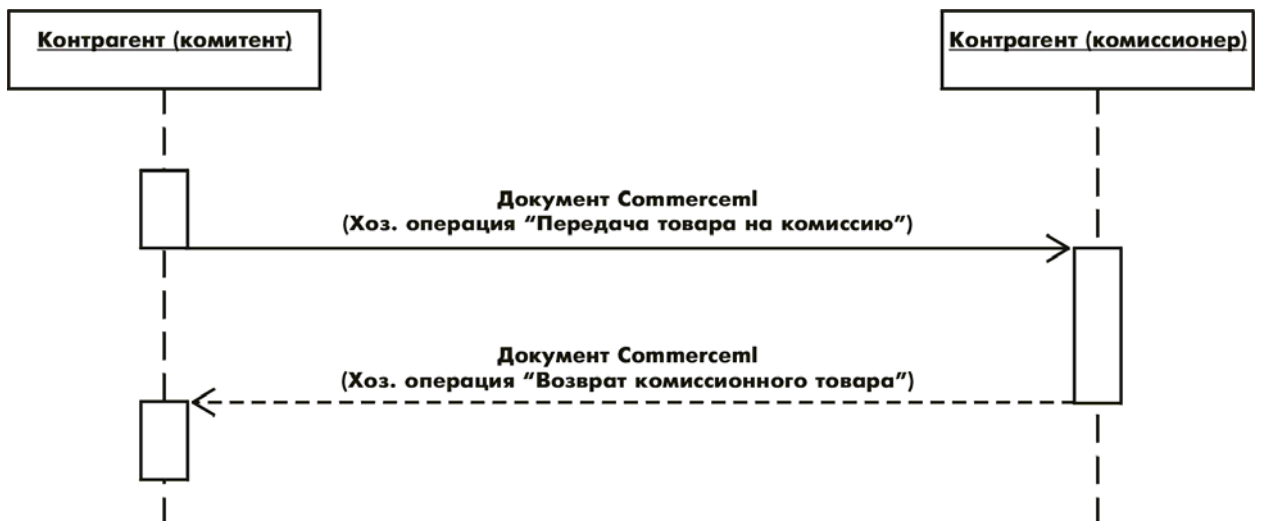 Контрагент (комитент)
Контрагент (комиссионер)
Документ Commerceml
(Хоз. операция “Передача товара на комиссию”)
Документ Commerceml
(Хоз. операция “Возврат комиссионного товара”)